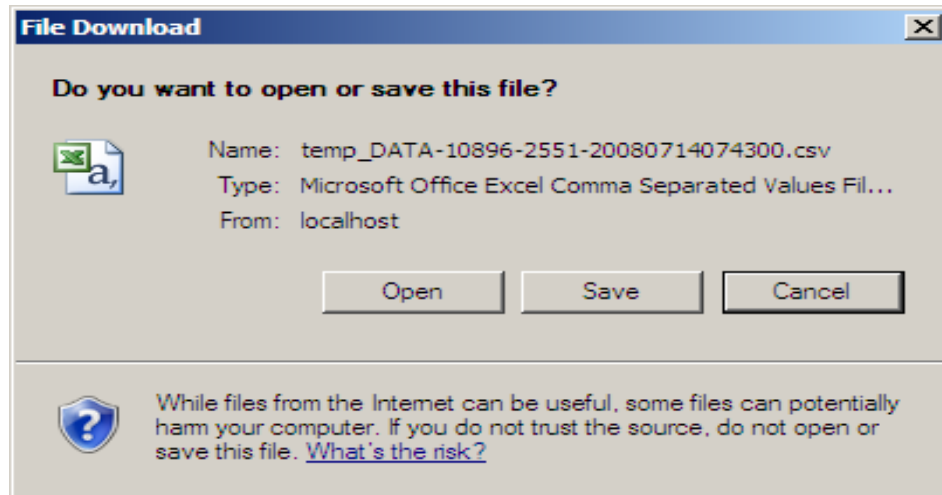 File Download
Do you want to open or save this file?
Name: temp_DATA-10896-2551-20080714074300.csv
Type: Microsoft Office Excel Comma Separated Values Fil...
From: localhost
Open Save Cancel
While files from the Internet can be useful, some files can potentially
harm your computer. If you do not trust the source, do not open or
save this file. What's the risk?